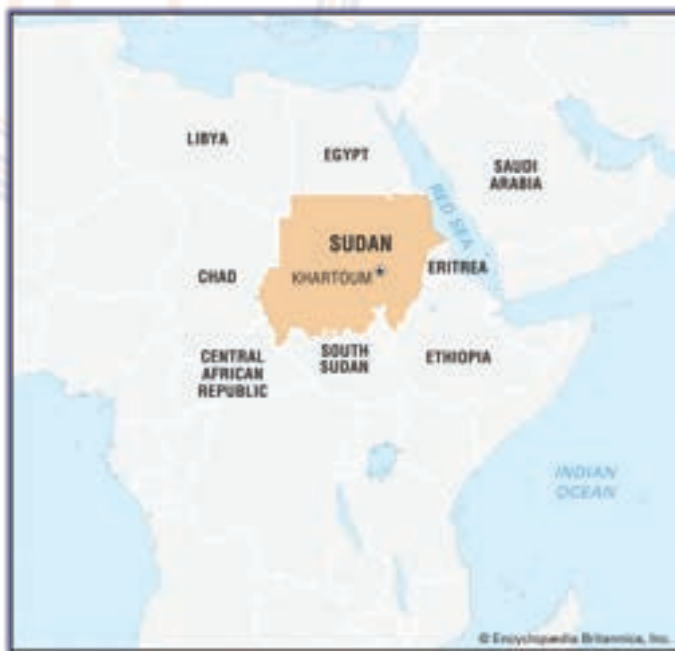 LIBYA
EGYPT
SAUDI
ARABIA
RED SEA
SUDAN
KHARTOUM
ERITREA
CHAD
CENTRAL
AFRICAN
REPUBLIC
SOUTH
SUDAN
ETHIOPIA
INDIAN
OCEAN
© Encyclopædia Britannica, Inc.